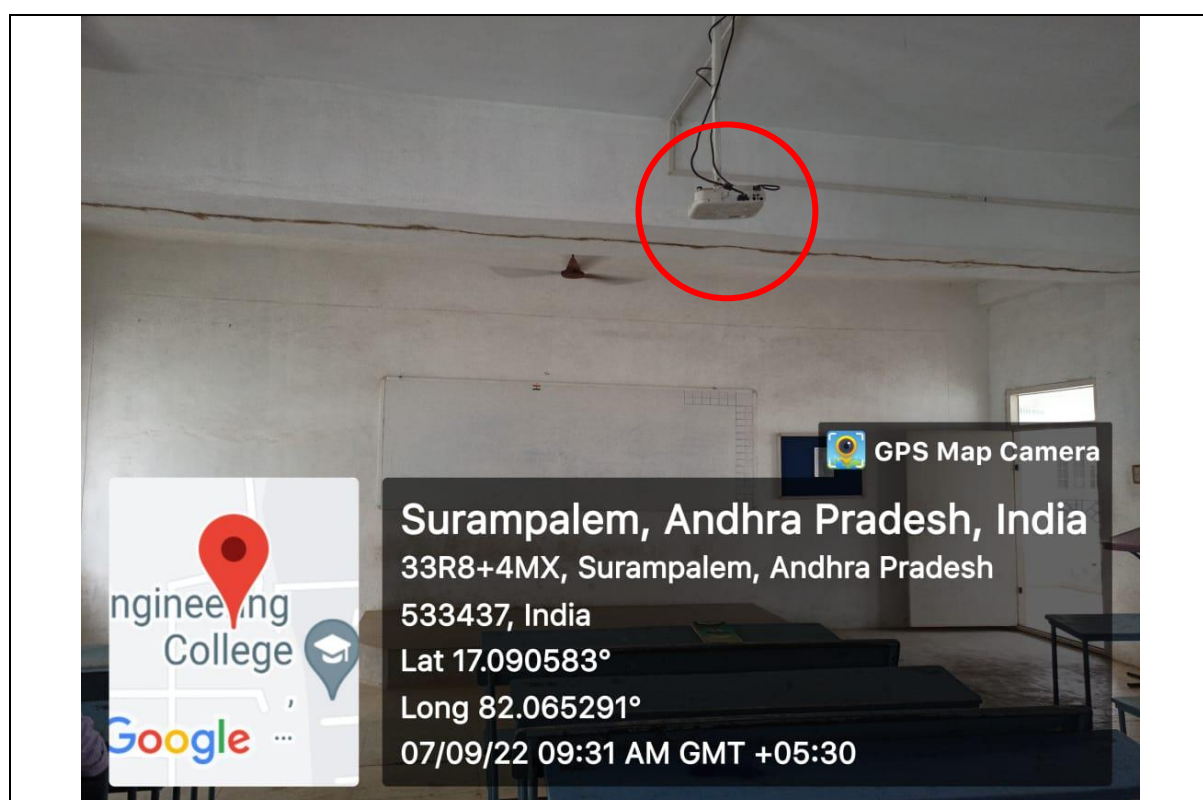 GPS Map Camera
Surampalem, Andhra Pradesh, India
33R8+4MX, Surampalem, Andhra Pradesh
533437, India
Lat 17.090583°
Long 82.065291°
07/09/22 09:31 AM GMT +05:30
College
Google